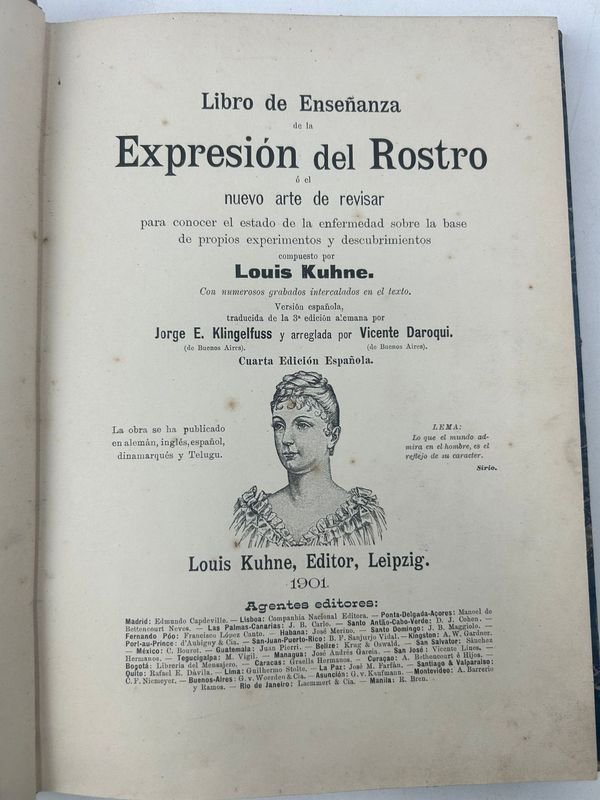 Libro de Enseñanza
de la
Expresión del Rostro
ó el
nuevo arte de revisar
para conocer el estado de la enfermedad sobre la base
de propios experimentos y descubrimientos
compuesto por
Louis Kuhne.
Con numerosos grabados intercalados en el texto.
Versión española,
traducida de la 3ª edición alemana por
Jorge E. Klingelfuss y arreglada por Vicente Daroqui.
(de Buenos Aires). (de Buenos Aires).
Cuarta Edición Española.
La obra se ha publicado
en alemán, inglés, español,
dinamarqués y Telugu.
LEMA:
Lo que el mundo ad-
mira en el hombre, es el
reflejo de su caracter.
Sirio.
Louis Kuhne, Editor, Leipzig.
1901.
Agentes editores:
Madrid: Edmundo Capdeville. – Lisboa: Companhia Nacional Editora. – Ponta-Delgada-Açores: Manoel de
Bettencourt Neves. – Las Palmas-Canarias: J. B. Carlo. – Santo Antão-Cabo-Verde: D. J. Cohen. –
Fernando Póo: Francisco López Canto. – Habana: José Merino. – Santo Domingo: J. B. Maggiolo. –
Port-au-Prince: d'Aubigny & Cia. – San-Juan-Puerto-Rico: B. F. Sanjurjo Vidal. – Kingston: A. W. Gardner.
– México: C. Bouret. – Guatemala: Juan Pierri. – Belize: Krug & Oswald. – San Salvador: Sánchez
Hermanos. – Tegucigalpa: M. Vigil. – Managua: José Andrés García. – San José: Vicente Lines. –
Bogotá: Librería del Mensajero. – Caracas: Graells Hermanos. – Curaçao: A. Bethencourt é Hijos. –
Quito: Rafael E. Dávila. – Lima: Guillermo Stolte. – La Paz: José M. Farfán. – Santiago & Valparaiso:
C. F. Niemeyer. – Buenos-Aires: G. v. Woerden & Cia. – Asunción: G. v. Kaufmann. – Montevideo: A. Barreiro
y Ramos. – Rio de Janeiro: Laemmert & Cia. – Manila: R. Bren.